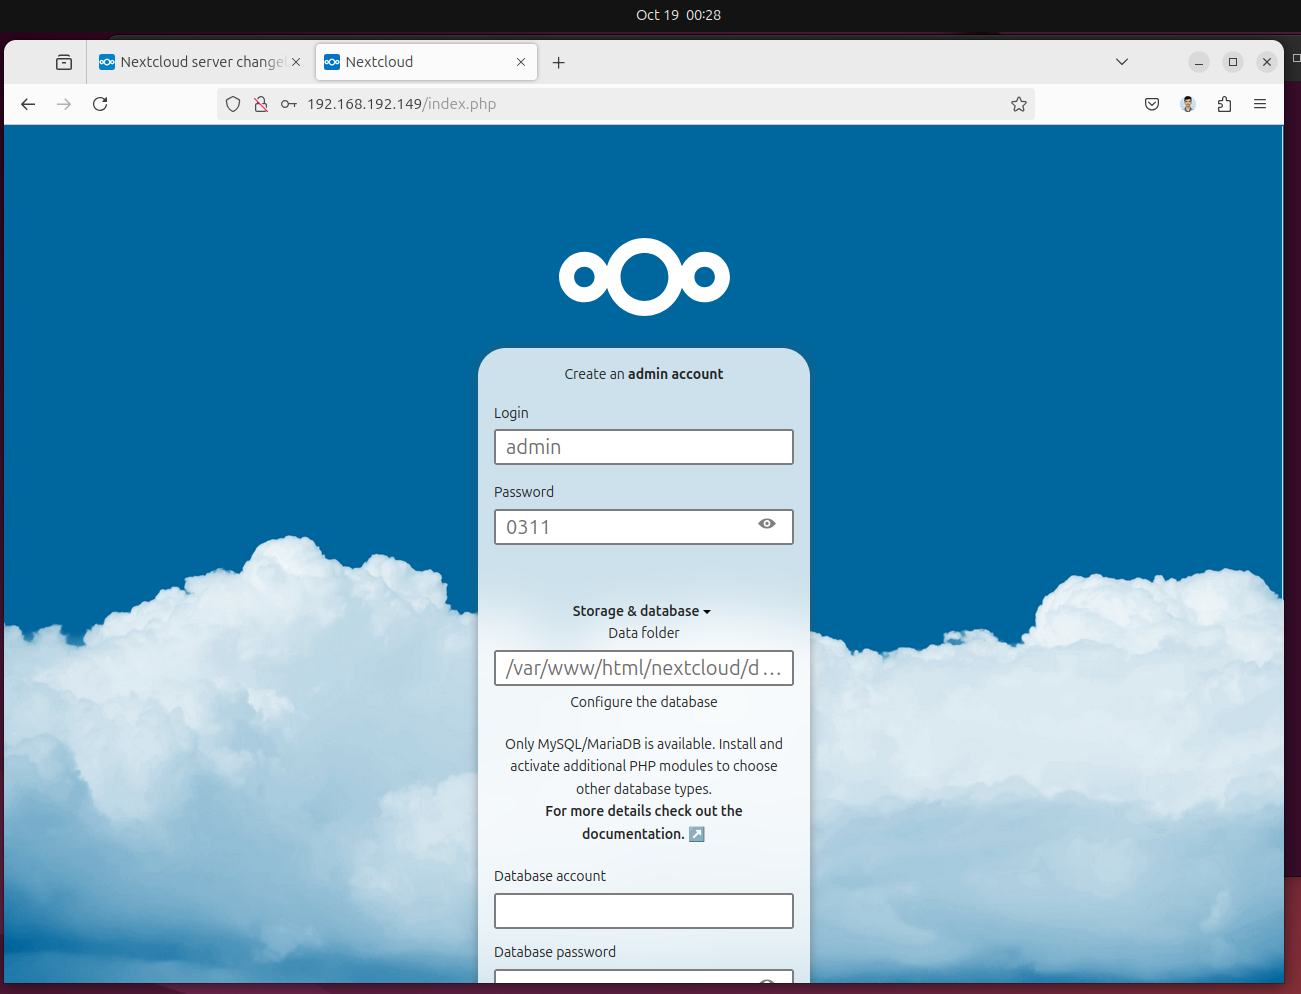 Oct 19 00:28
Nextcloud server change
Nextcloud
192.168.192.149/index.php
Create an admin account
Login
admin
Password
0311
Storage & database
Data folder
/var/www/html/nextcloud/d...
Configure the database
Only MySQL/MariaDB is available. Install and
activate additional PHP modules to choose
other database types.
For more details check out the
documentation.
Database account
Database password